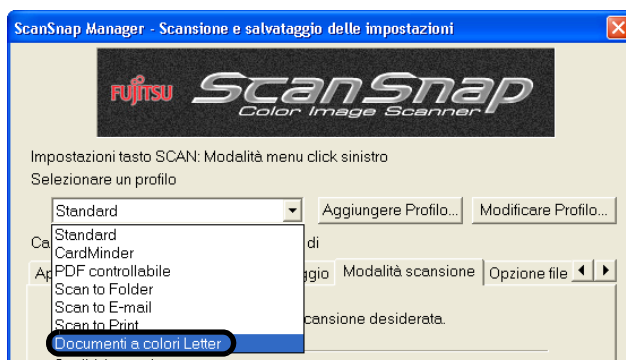 ScanSnap Manager - Scansione e salvataggio delle impostazioni
FUJITSU ScanSnap
Color Image Scanner
Impostazioni tasto SCAN: Modalità menu click sinistro
Selezionare un profilo
Standard Aggiungere Profilo... Modificare Profilo...
Standard di
CardMinder
PDF controllabile Modalità scansione Opzione file
Scan to Folder
Scan to E-mail
Scan to Print cansione desiderata.
Documenti a colori Letter